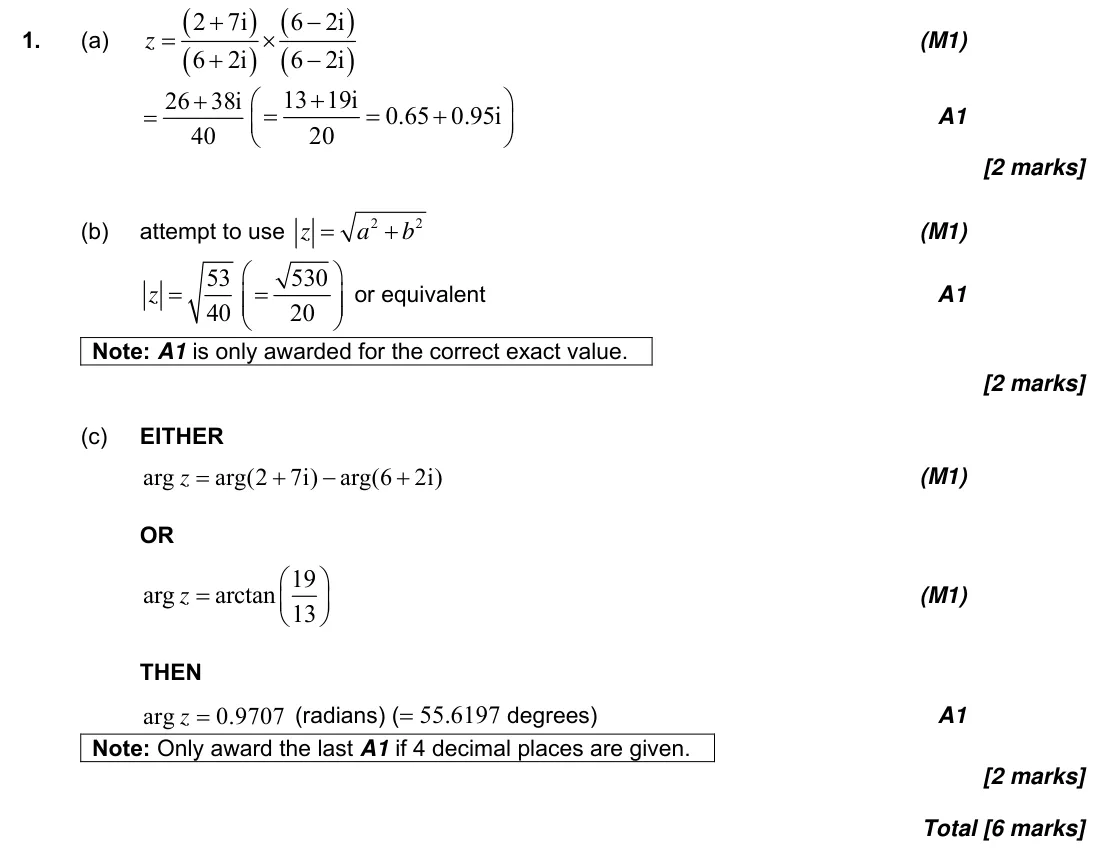 1. (a) z = (2+7i)/(6+2i) × (6−2i)/(6−2i) (M1)
= (26+38i)/40 (= (13+19i)/20 = 0.65+0.95i) A1
[2 marks]
(b) attempt to use |z| = √(a²+b²) (M1)
|z| = √(53/40) (= √530/20) or equivalent A1
Note: A1 is only awarded for the correct exact value.
[2 marks]
(c) EITHER
arg z = arg(2+7i) − arg(6+2i) (M1)
OR
arg z = arctan(19/13) (M1)
THEN
arg z = 0.9707 (radians) (= 55.6197 degrees) A1
Note: Only award the last A1 if 4 decimal places are given.
[2 marks]
Total [6 marks]